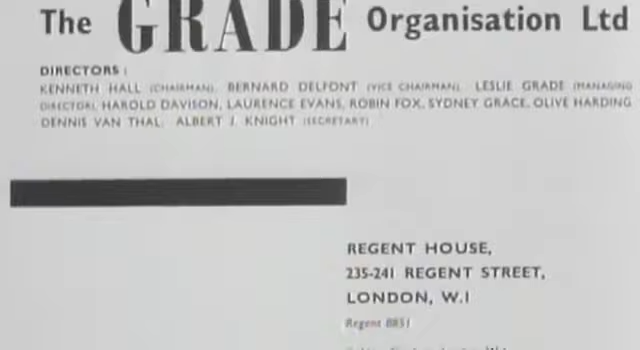 The GRADE Organisation Ltd
DIRECTORS :
KENNETH HALL (CHAIRMAN), BERNARD DELFONT (VICE CHAIRMAN), LESLIE GRADE (MANAGING
DIRECTOR), HAROLD DAVISON, LAURENCE EVANS, ROBIN FOX, SYDNEY GRACE, OLIVE HARDING
DENNIS VAN THAL, ALBERT J. KNIGHT (SECRETARY)
REGENT HOUSE,
235-241 REGENT STREET,
LONDON, W.1
Regent 8851